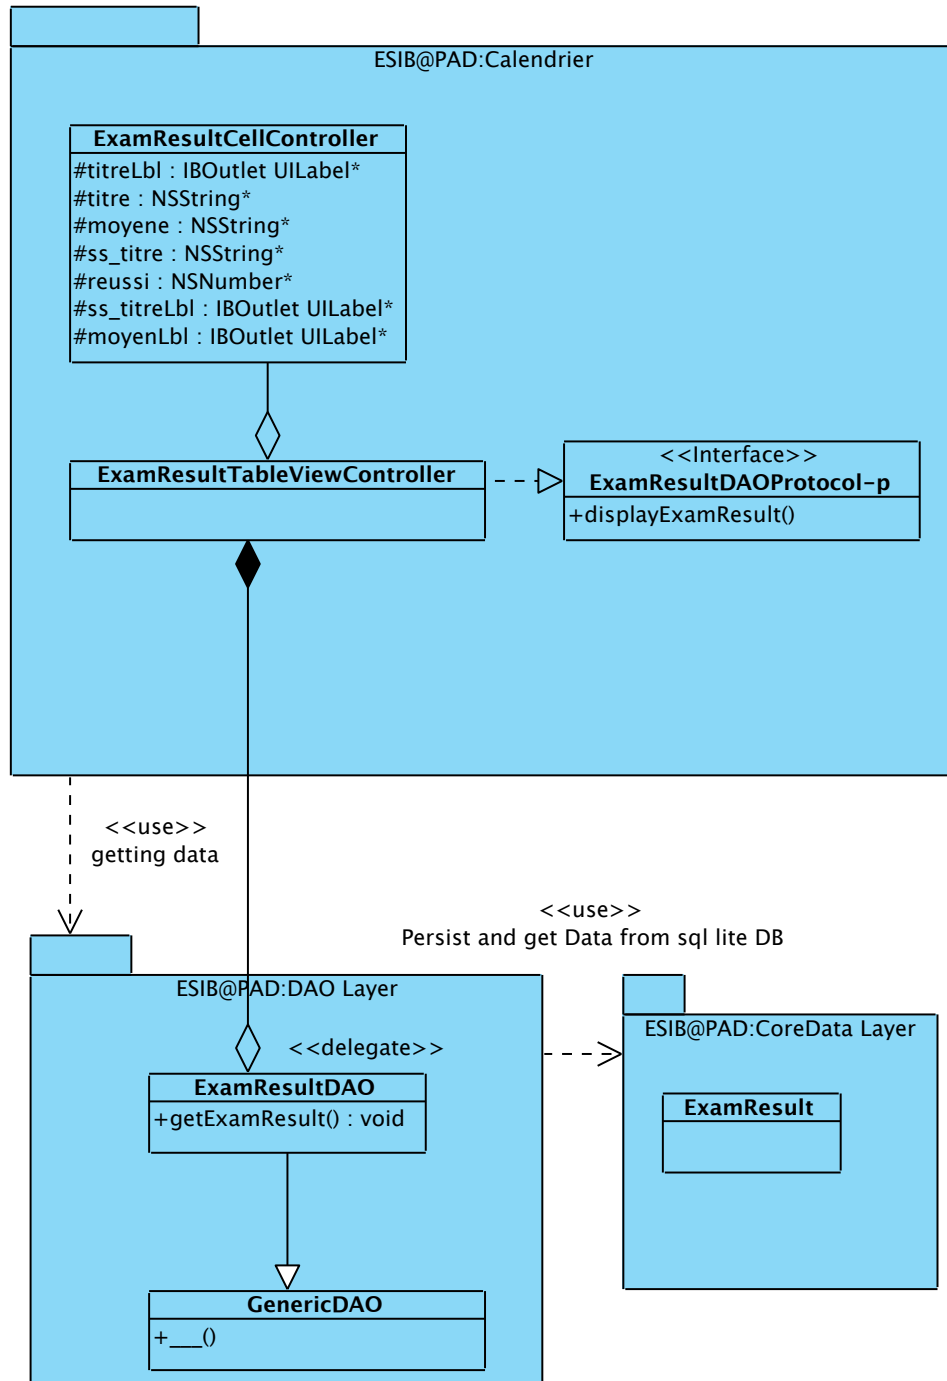 ESIB@PAD:Calendrier
ExamResultCellController
#titreLbl : IBOutlet UILabel*
#titre : NSString*
#moyene : NSString*
#ss_titre : NSString*
#reussi : NSNumber*
#ss_titreLbl : IBOutlet UILabel*
#moyenLbl : IBOutlet UILabel*
ExamResultTableViewController
<<Interface>>
ExamResultDAOProtocol-p
+displayExamResult()
<<use>>
getting data
<<use>>
Persist and get Data from sql lite DB
ESIB@PAD:DAO Layer
<<delegate>>
ExamResultDAO
+getExamResult() : void
GenericDAO
+___()
ESIB@PAD:CoreData Layer
ExamResult